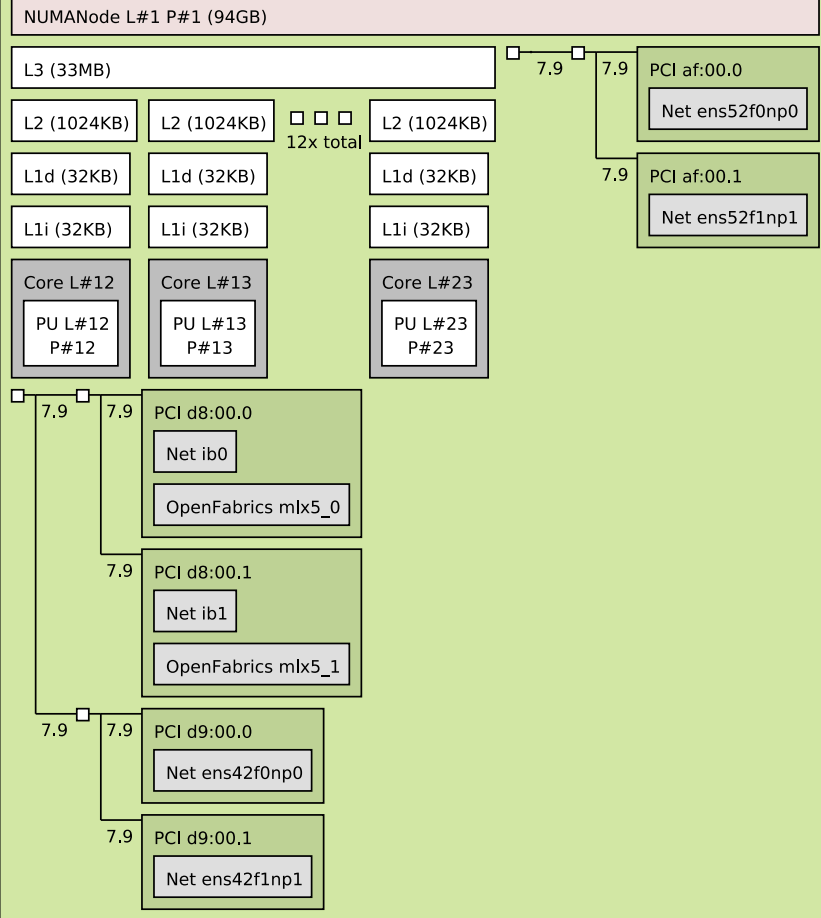 NUMANode L#1 P#1 (94GB)
L3 (33MB)
L2 (1024KB)
L2 (1024KB)
12x total
L2 (1024KB)
L1d (32KB)
L1d (32KB)
L1d (32KB)
L1i (32KB)
L1i (32KB)
L1i (32KB)
Core L#12
PU L#12
P#12
Core L#13
PU L#13
P#13
Core L#23
PU L#23
P#23
7.9
7.9
PCI af:00.0
Net ens52f0np0
7.9
PCI af:00.1
Net ens52f1np1
7.9
7.9
PCI d8:00.0
Net ib0
OpenFabrics mlx5_0
7.9
PCI d8:00.1
Net ib1
OpenFabrics mlx5_1
7.9
7.9
PCI d9:00.0
Net ens42f0np0
7.9
PCI d9:00.1
Net ens42f1np1